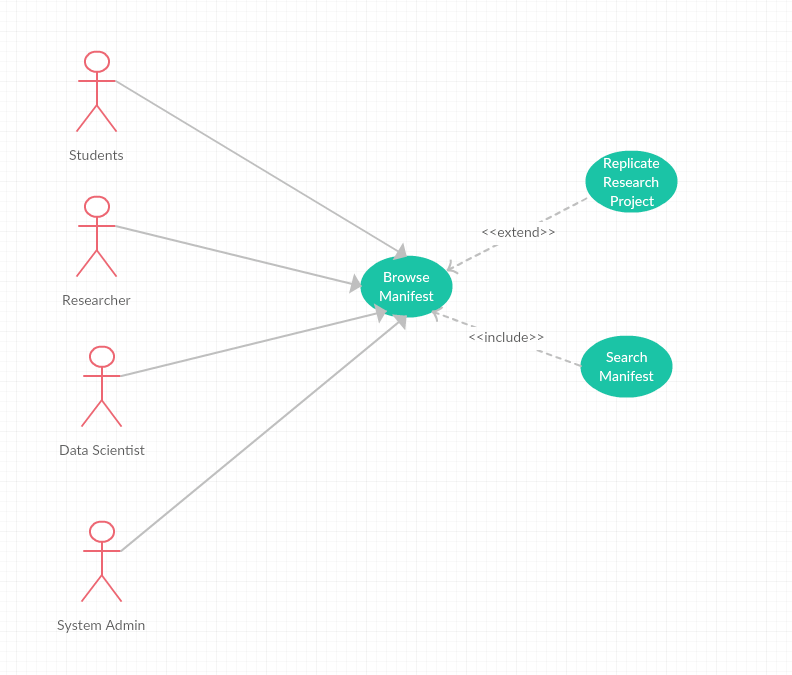 Students
Researcher
Data Scientist
System Admin
Browse
Manifest
<<extend>>
Replicate
Research
Project
<<include>>
Search
Manifest